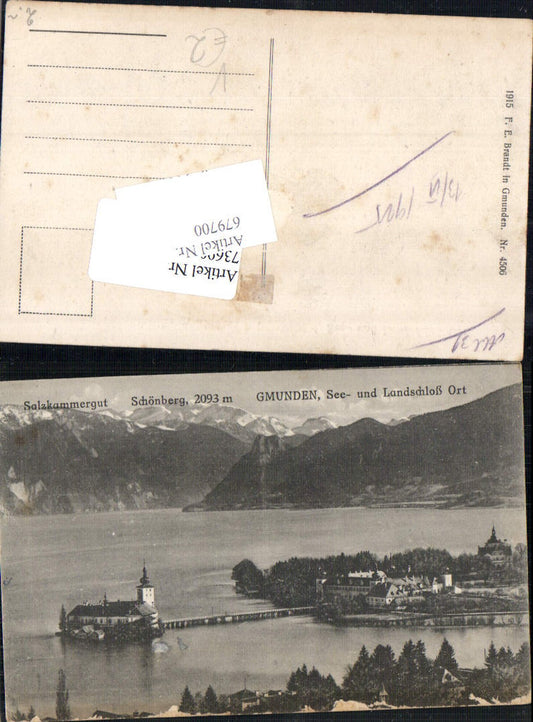 1915 F. E. Brandt in Gmunden. Nr. 4506
Artikel Nr
Artikel Nr.
679700
Salzkammergut Schönberg, 2093 m GMUNDEN, See- und Landschloß Ort